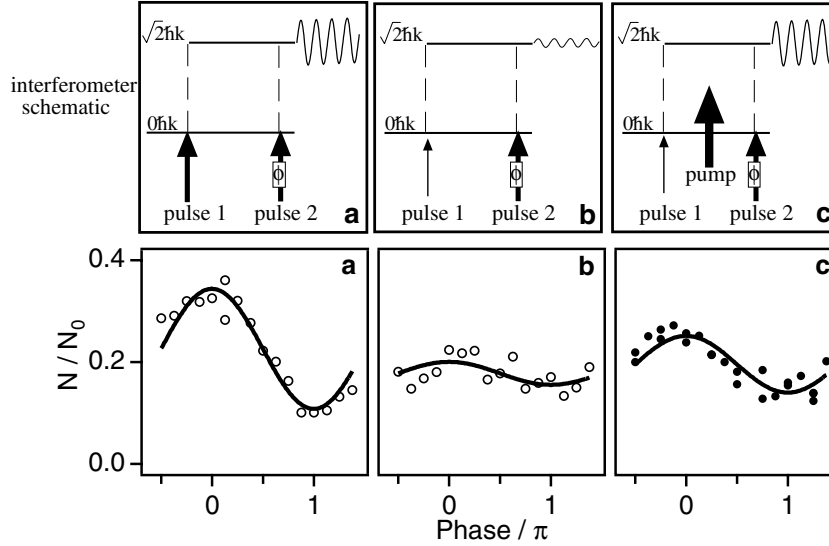 interferometer
schematic
√2ħk
0ħk
pulse 1
ϕ
pulse 2
a
√2ħk
0ħk
pulse 1
ϕ
pulse 2
b
√2ħk
0ħk
pump
pulse 1
ϕ
pulse 2
c
N / N₀
0.4
0.2
0.0
a
b
c
0
1
0
1
0
1
Phase / π